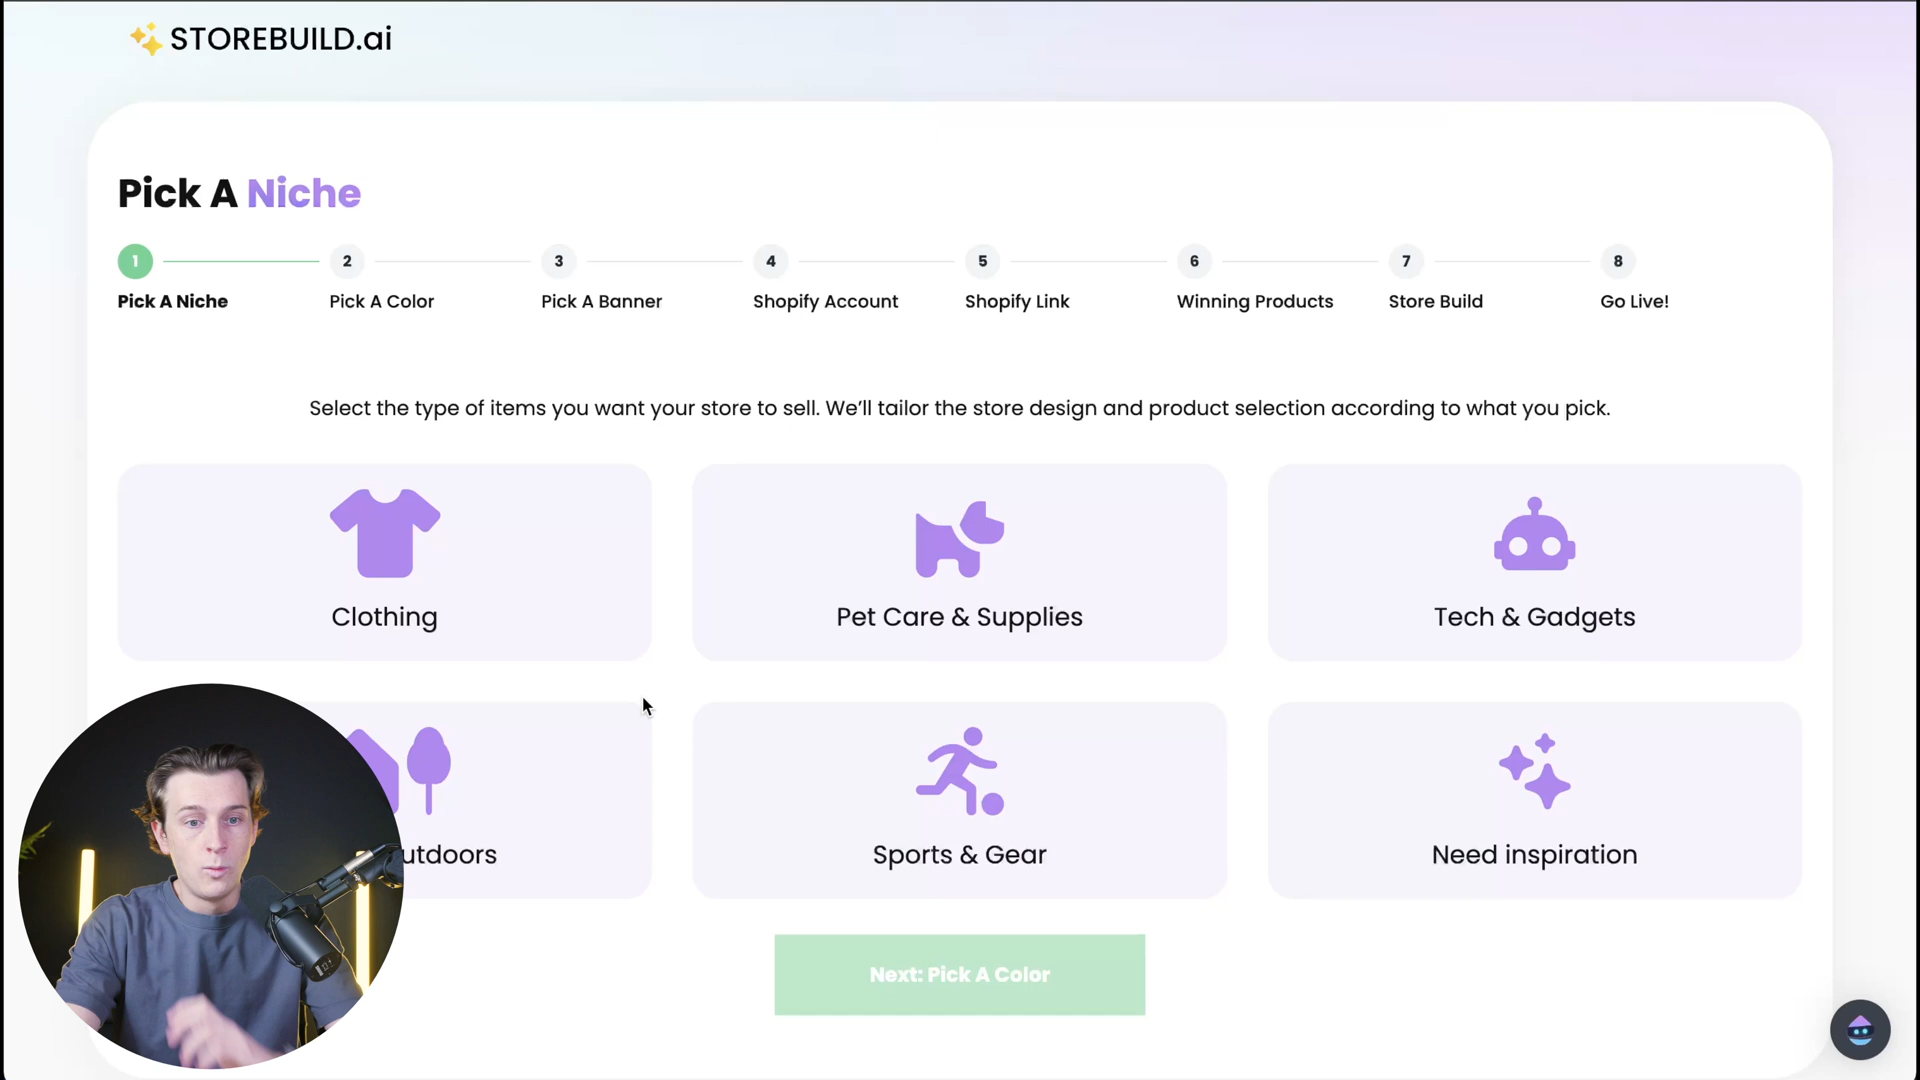 STOREBUILD.ai
Pick A Niche
1
2
3
4
5
6
7
8
Pick A Niche
Pick A Color
Pick A Banner
Shopify Account
Shopify Link
Winning Products
Store Build
Go Live!
Select the type of items you want your store to sell. We’ll tailor the store design and product selection according to what you pick.
Clothing
Pet Care & Supplies
Tech & Gadgets
utdoors
Sports & Gear
Need inspiration
Next: Pick A Color